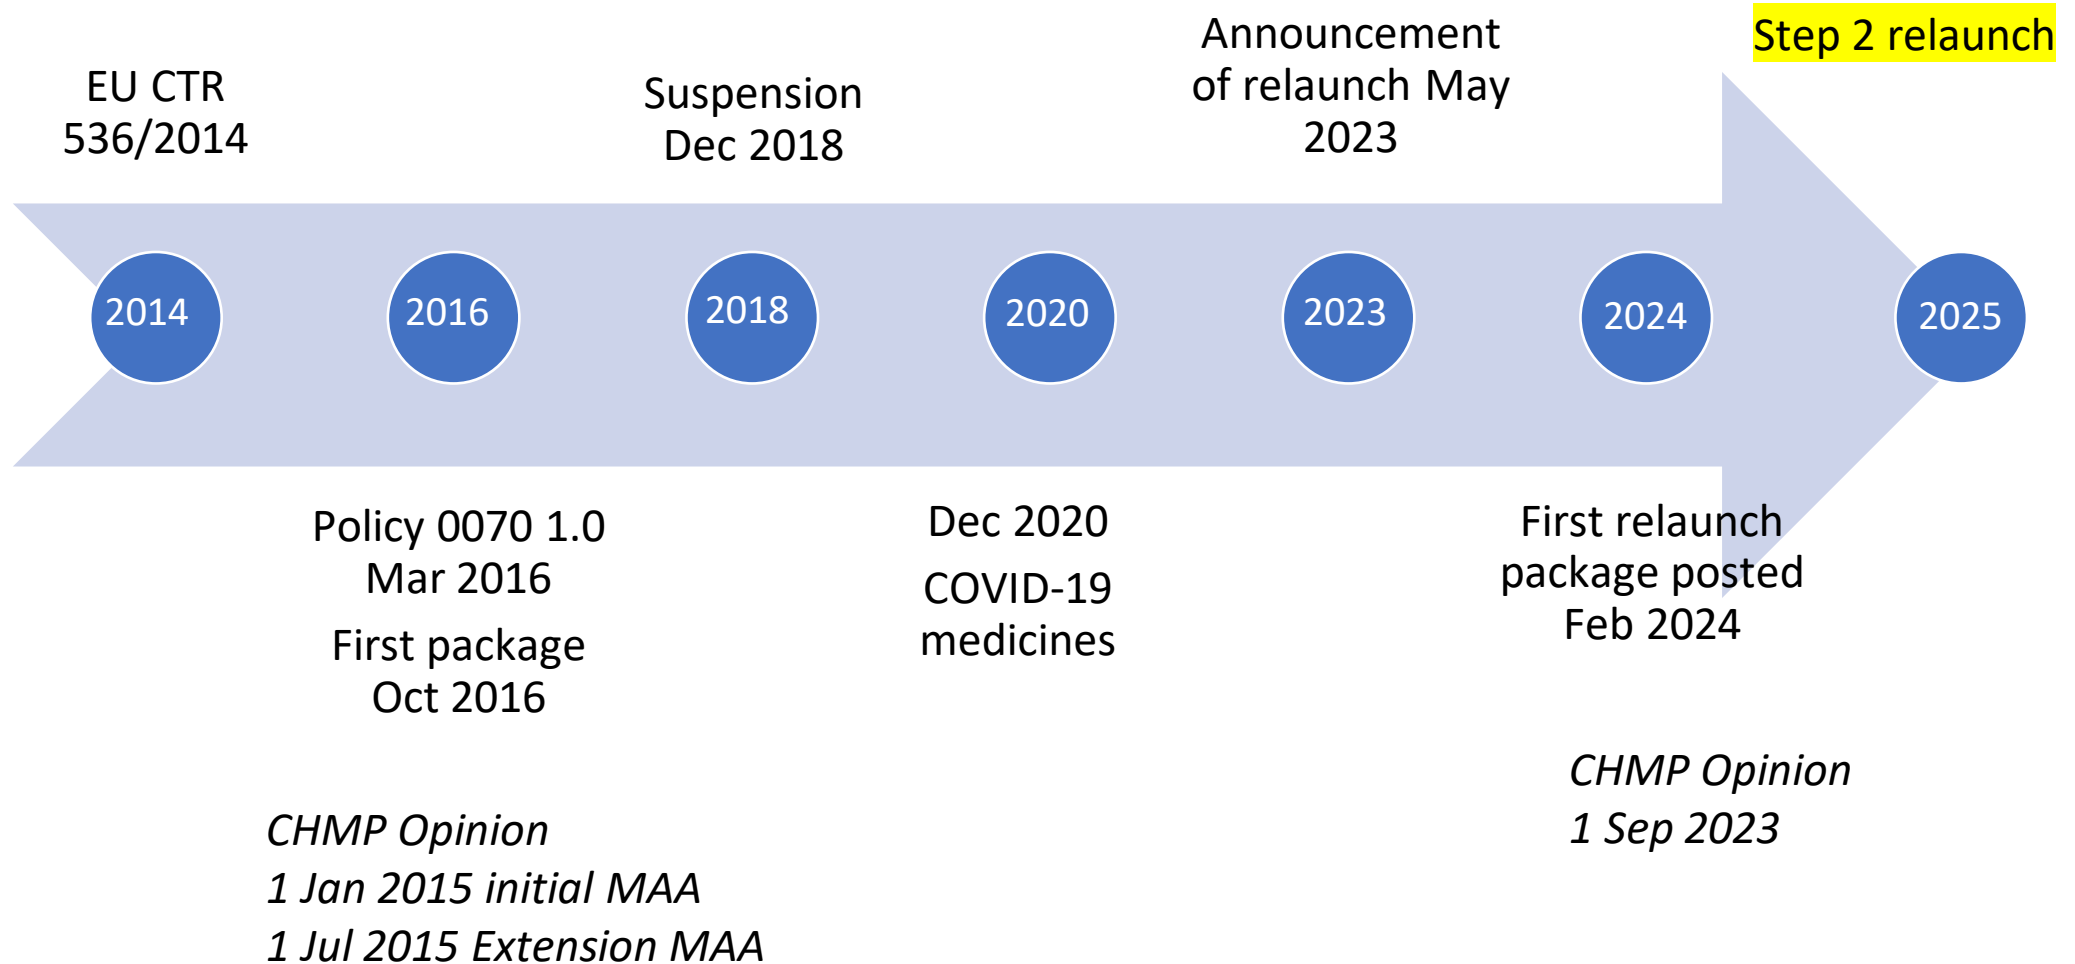 EU CTR
536/2014
Suspension
Dec 2018
Announcement
of relaunch May
2023
Step 2 relaunch
2014
2016
2018
2020
2023
2024
2025
Policy 0070 1.0
Mar 2016
First package
Oct 2016
Dec 2020
COVID-19
medicines
First relaunch
package posted
Feb 2024
CHMP Opinion
1 Jan 2015 initial MAA
1 Jul 2015 Extension MAA
CHMP Opinion
1 Sep 2023